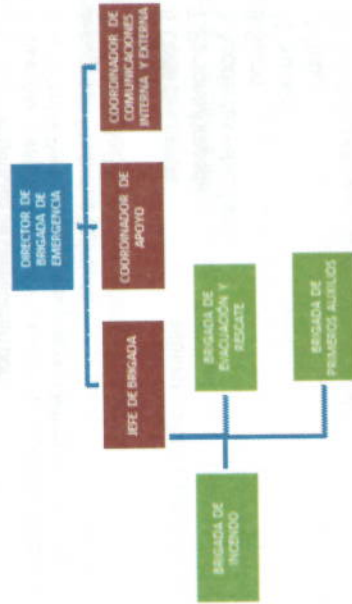 DIRECTOR DE
BRIGADA DE
EMERGENCIA
JEFE DE BRIGADA
COORDINADOR DE
APOYO
COORDINADOR DE
COMUNICACIONES
INTERNA Y EXTERNA
BRIGADA DE
INCENDO
BRIGADA DE
EVACUACIÓN Y
RESCATE
BRIGADA DE
PRIMEROS AUXILIOS